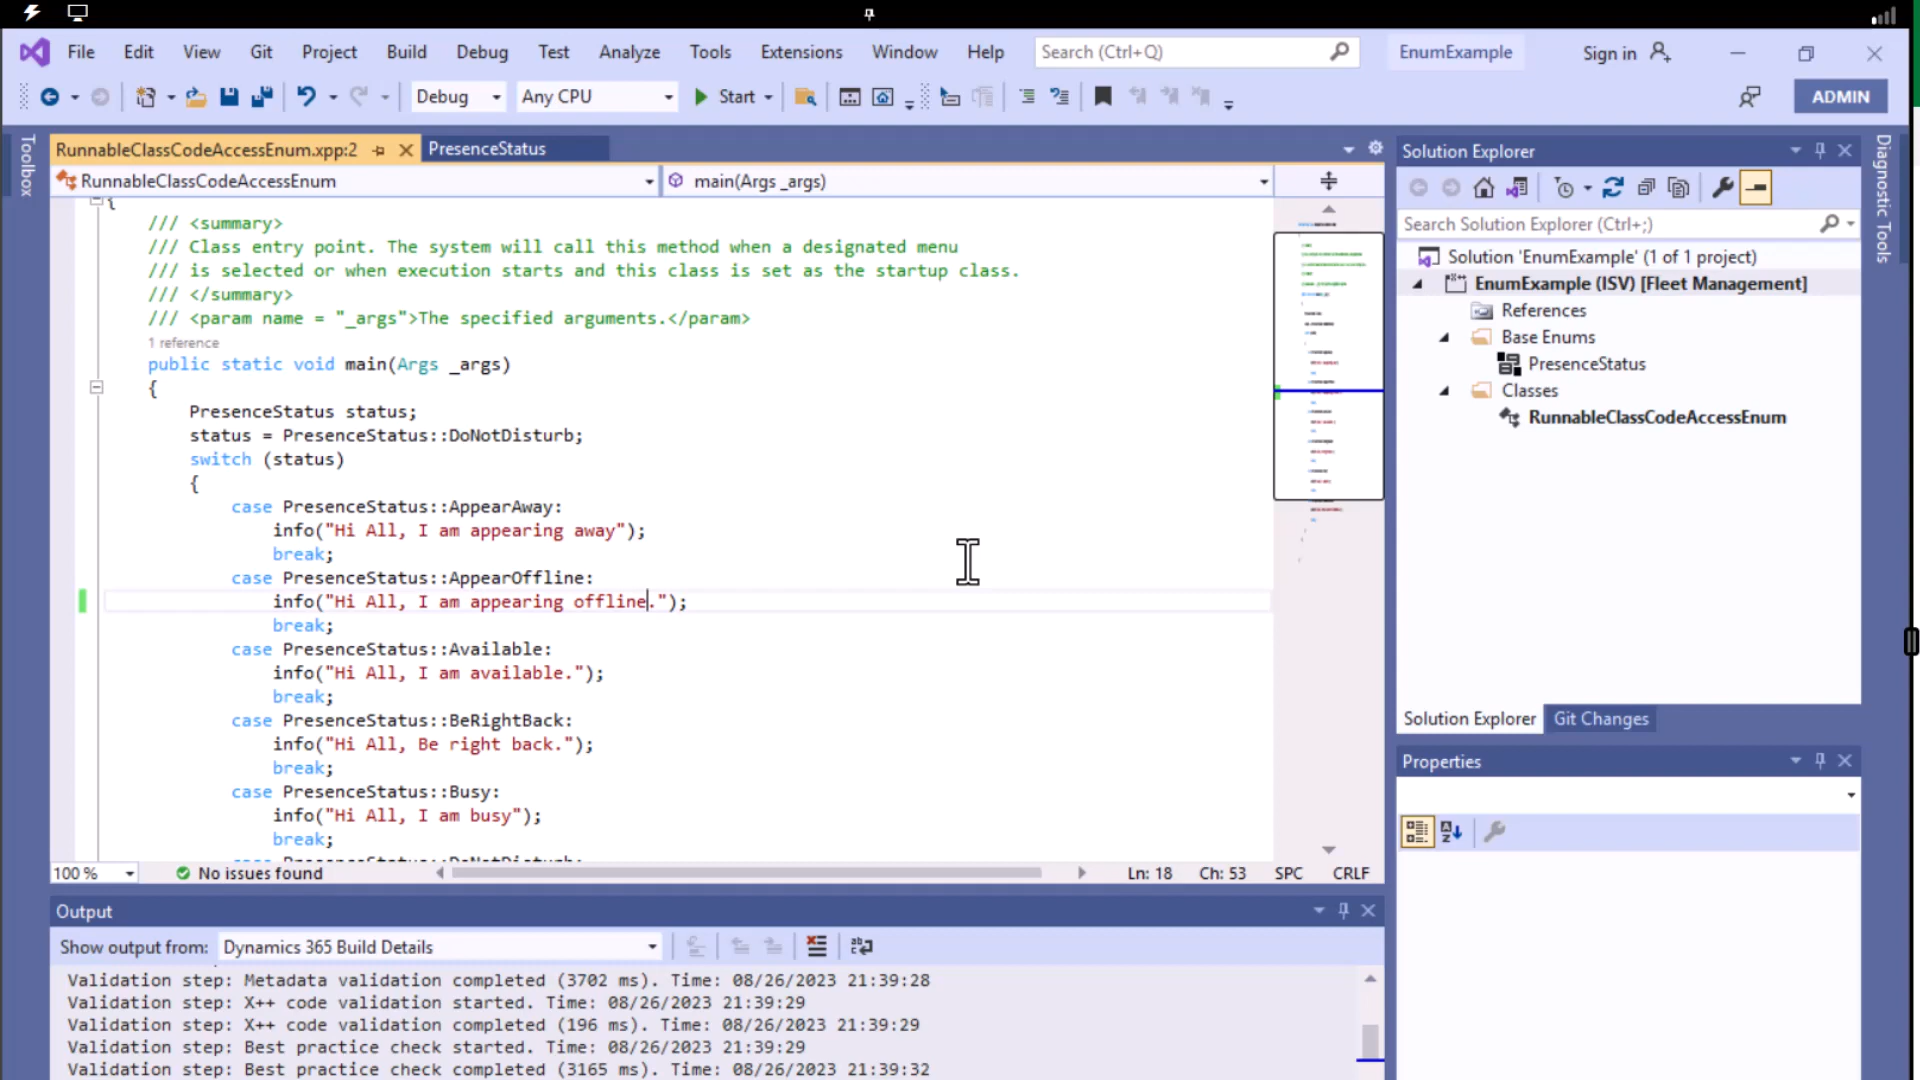 File Edit View Git Project Build Debug Test Analyze Tools Extensions Window Help Search (Ctrl+Q) EnumExample Sign in
Debug Any CPU Start ADMIN
Toolbox
RunnableClassCodeAccessEnum.xpp:2 PresenceStatus
RunnableClassCodeAccessEnum main(Args _args)
{
/// <summary>
/// Class entry point. The system will call this method when a designated menu
/// is selected or when execution starts and this class is set as the startup class.
/// </summary>
/// <param name = "_args">The specified arguments.</param>
1 reference
public static void main(Args _args)
{
PresenceStatus status;
status = PresenceStatus::DoNotDisturb;
switch (status)
{
case PresenceStatus::AppearAway:
info("Hi All, I am appearing away");
break;
case PresenceStatus::AppearOffline:
info("Hi All, I am appearing offline.");
break;
case PresenceStatus::Available:
info("Hi All, I am available.");
break;
case PresenceStatus::BeRightBack:
info("Hi All, Be right back.");
break;
case PresenceStatus::Busy:
info("Hi All, I am busy");
break;
case PresenceStatus::DoNotDisturb:
100 % No issues found Ln: 18 Ch: 53 SPC CRLF
Output
Show output from: Dynamics 365 Build Details
Validation step: Metadata validation completed (3702 ms). Time: 08/26/2023 21:39:28
Validation step: X++ code validation started. Time: 08/26/2023 21:39:29
Validation step: X++ code validation completed (196 ms). Time: 08/26/2023 21:39:29
Validation step: Best practice check started. Time: 08/26/2023 21:39:29
Validation step: Best practice check completed (3165 ms). Time: 08/26/2023 21:39:32
Solution Explorer
Search Solution Explorer (Ctrl+;)
Solution 'EnumExample' (1 of 1 project)
EnumExample (ISV) [Fleet Management]
References
Base Enums
PresenceStatus
Classes
RunnableClassCodeAccessEnum
Solution Explorer Git Changes
Properties
Diagnostic Tools